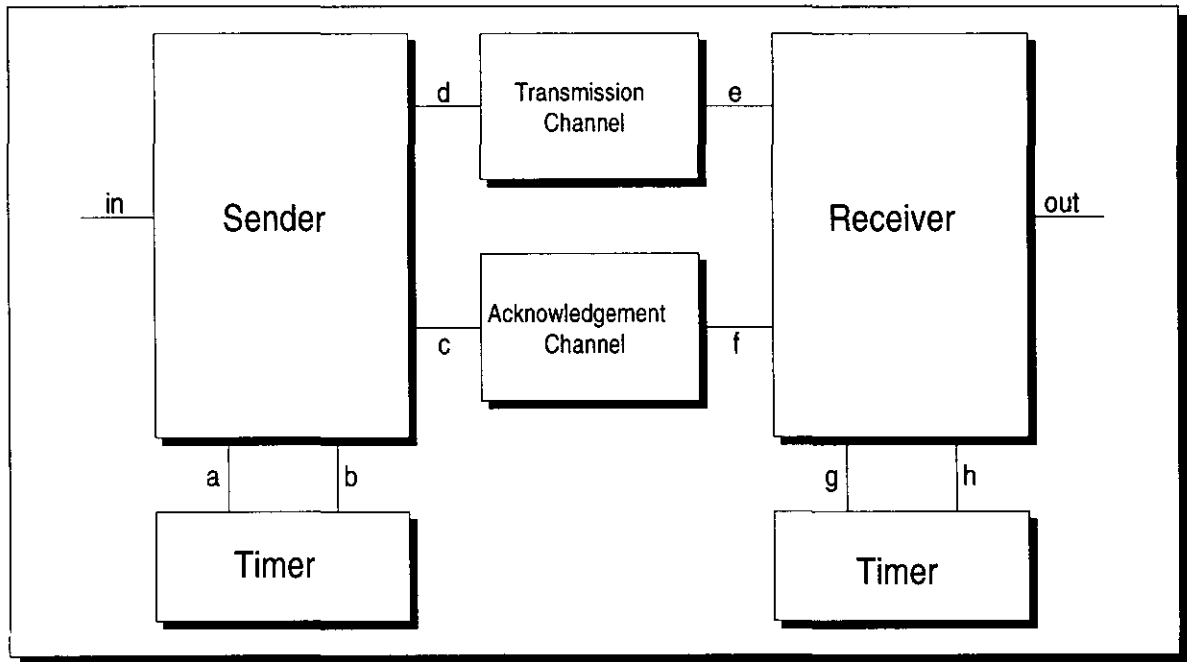 d
Transmission
Channel
e
in
Sender
Receiver
out
Acknowledgement
Channel
c
f
a
b
g
h
Timer
Timer